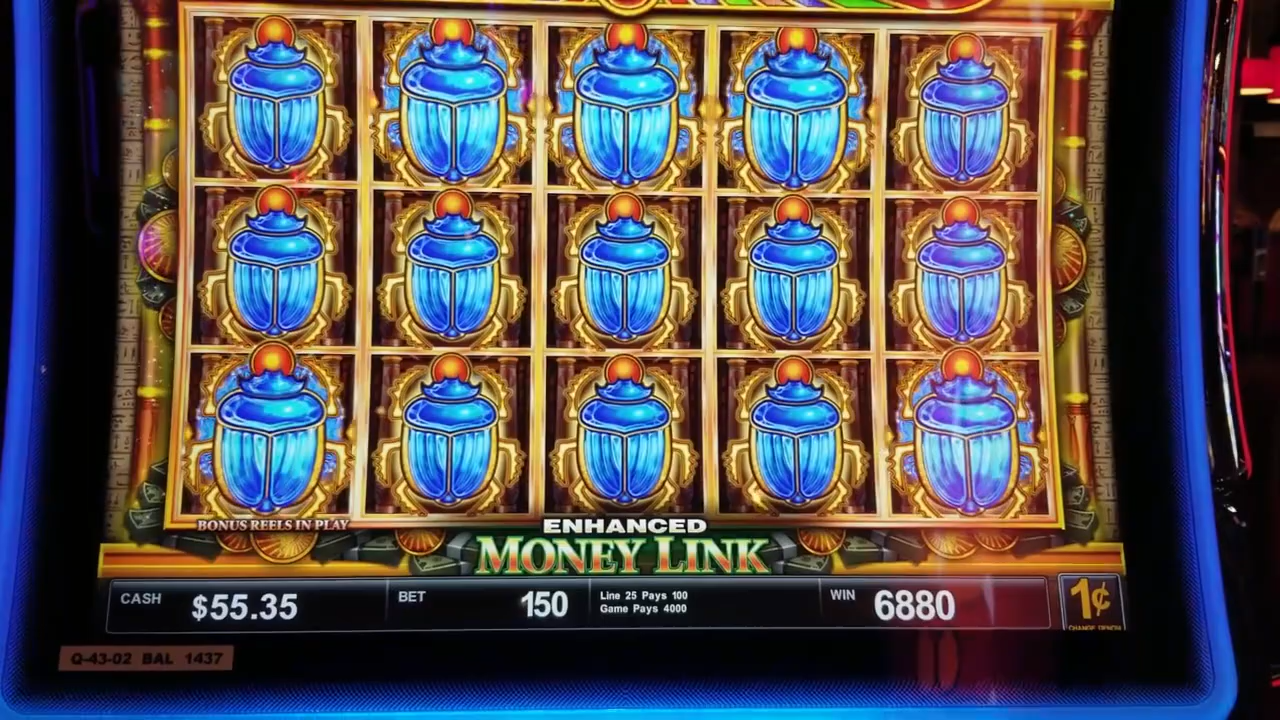 BONUS REELS IN PLAY
ENHANCED
MONEY LINK
CASH $55.35
BET 150
Line 25 Pays 100
Game Pays 4000
WIN 6880
1¢
Q-43-02 BAL 1437